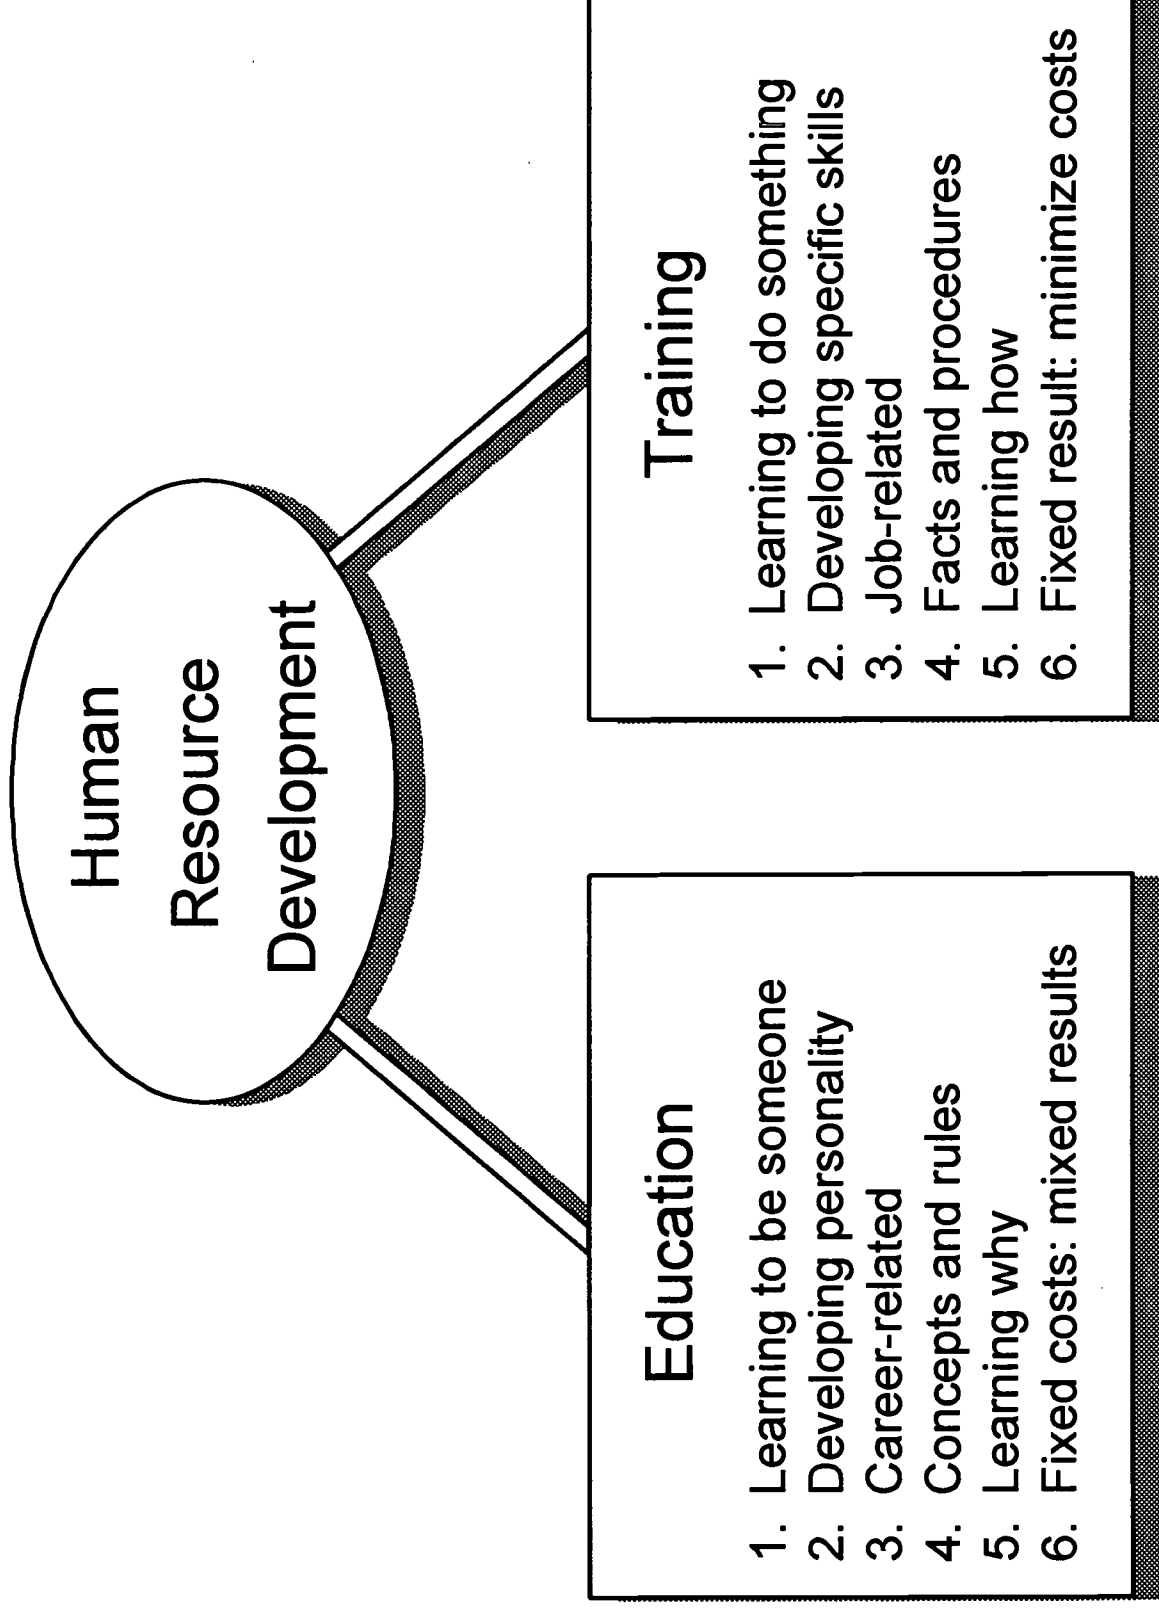 Human
Resource
Development
Education
1. Learning to be someone
2. Developing personality
3. Career-related
4. Concepts and rules
5. Learning why
6. Fixed costs: mixed results
Training
1. Learning to do something
2. Developing specific skills
3. Job-related
4. Facts and procedures
5. Learning how
6. Fixed result: minimize costs